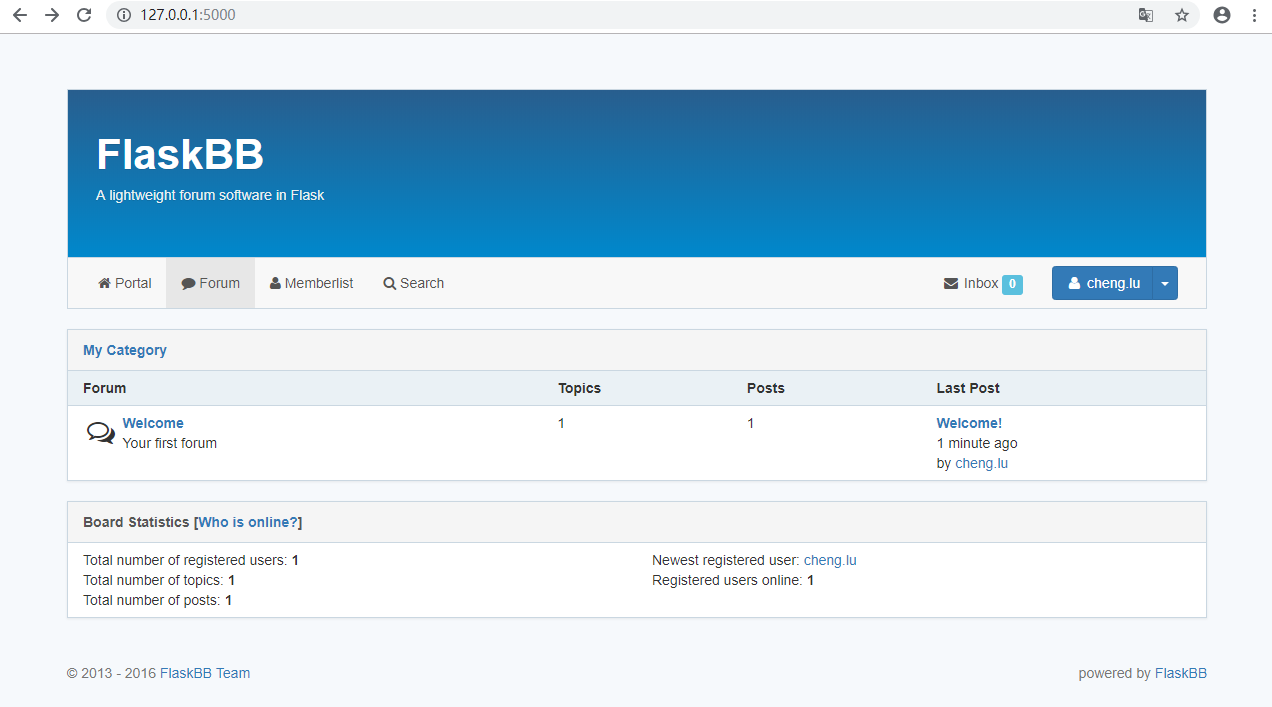 127.0.0.1:5000
FlaskBB
A lightweight forum software in Flask
Portal Forum Memberlist Search Inbox 0 cheng.lu
My Category
Forum Topics Posts Last Post
Welcome 1 1 Welcome!
Your first forum 1 minute ago
by cheng.lu
Board Statistics [Who is online?]
Total number of registered users: 1 Newest registered user: cheng.lu
Total number of topics: 1 Registered users online: 1
Total number of posts: 1
© 2013 - 2016 FlaskBB Team powered by FlaskBB